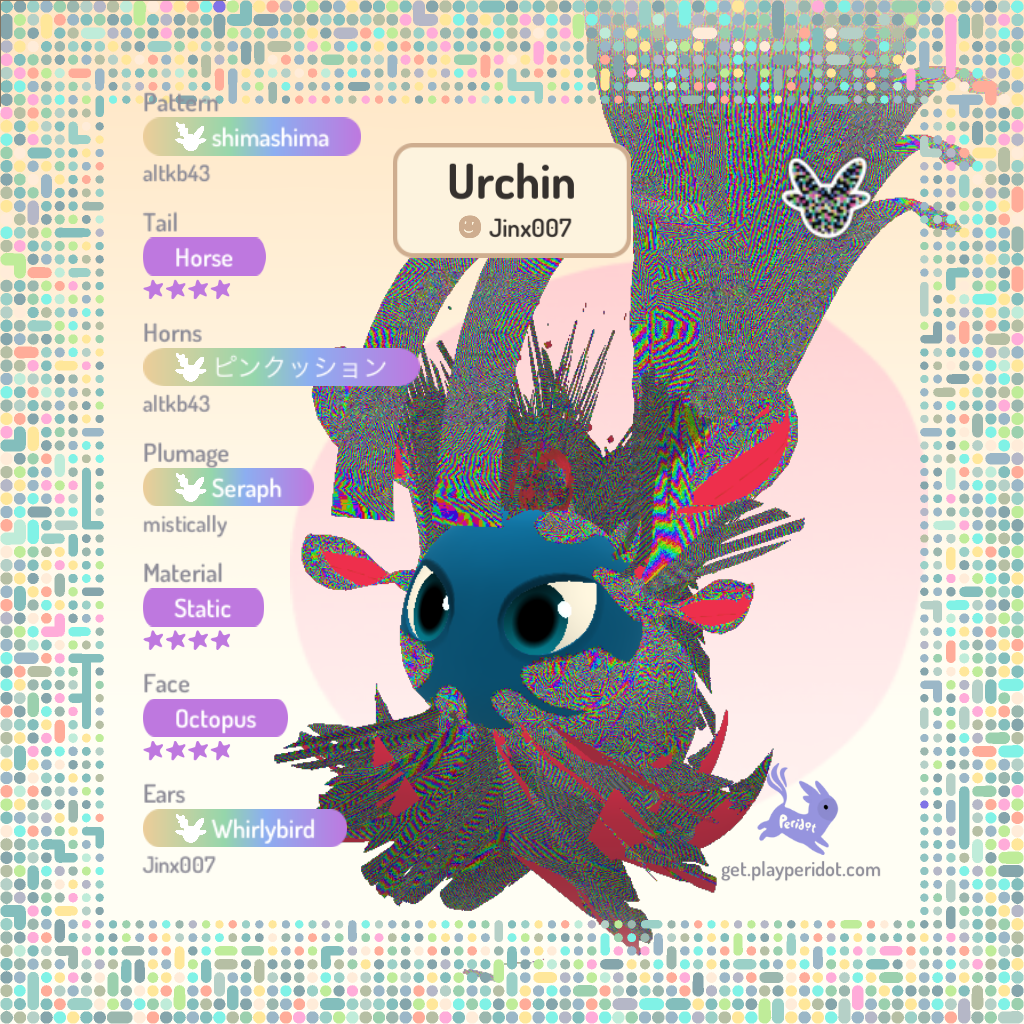 Pattern
shimashima
altkb43
Urchin
Jinx007
Tail
Horse
Horns
ピンクッション
altkb43
Plumage
Seraph
mistically
Material
Static
Face
Octopus
Ears
Whirlybird
Jinx007
Peridot
get.playperidot.com